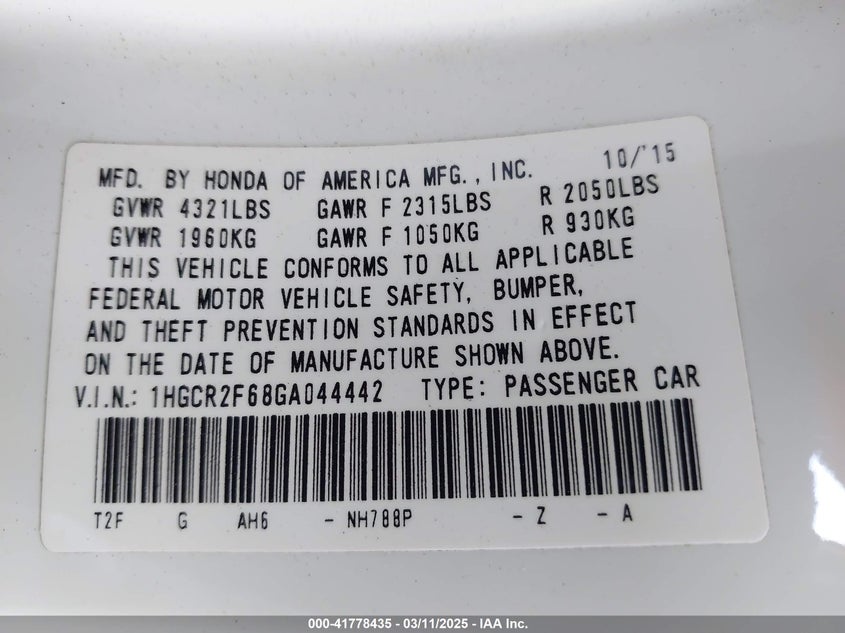 MFD. BY HONDA OF AMERICA MFG., INC. 10/'15
GVWR 4321LBS GAWR F 2315LBS R 2050LBS
GVWR 1960KG GAWR F 1050KG R 930KG
THIS VEHICLE CONFORMS TO ALL APPLICABLE
FEDERAL MOTOR VEHICLE SAFETY, BUMPER,
AND THEFT PREVENTION STANDARDS IN EFFECT
ON THE DATE OF MANUFACTURE SHOWN ABOVE.
V.I.N.: 1HGCR2F68GA044442 TYPE: PASSENGER CAR
T2F G AH6 - NH788P - Z - A
000-41778435 - 03/11/2025 - IAA Inc.